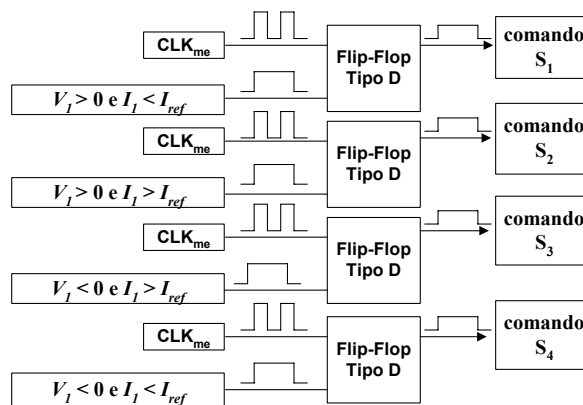 CLKme
Flip-Flop
Tipo D
comando
S1
V1 > 0 e I1 < Iref
CLKme
Flip-Flop
Tipo D
comando
S2
V1 > 0 e I1 > Iref
CLKme
Flip-Flop
Tipo D
comando
S3
V1 < 0 e I1 > Iref
CLKme
Flip-Flop
Tipo D
comando
S4
V1 < 0 e I1 < Iref